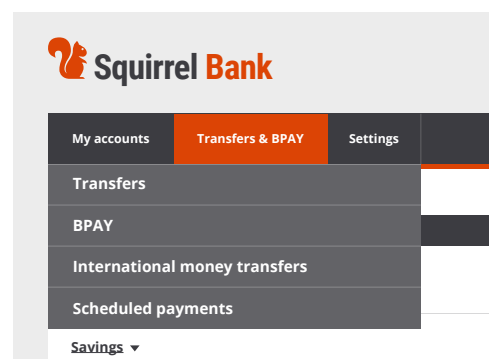 Squirrel Bank
My accounts Transfers & BPAY Settings
Transfers
BPAY
International money transfers
Scheduled payments
Savings